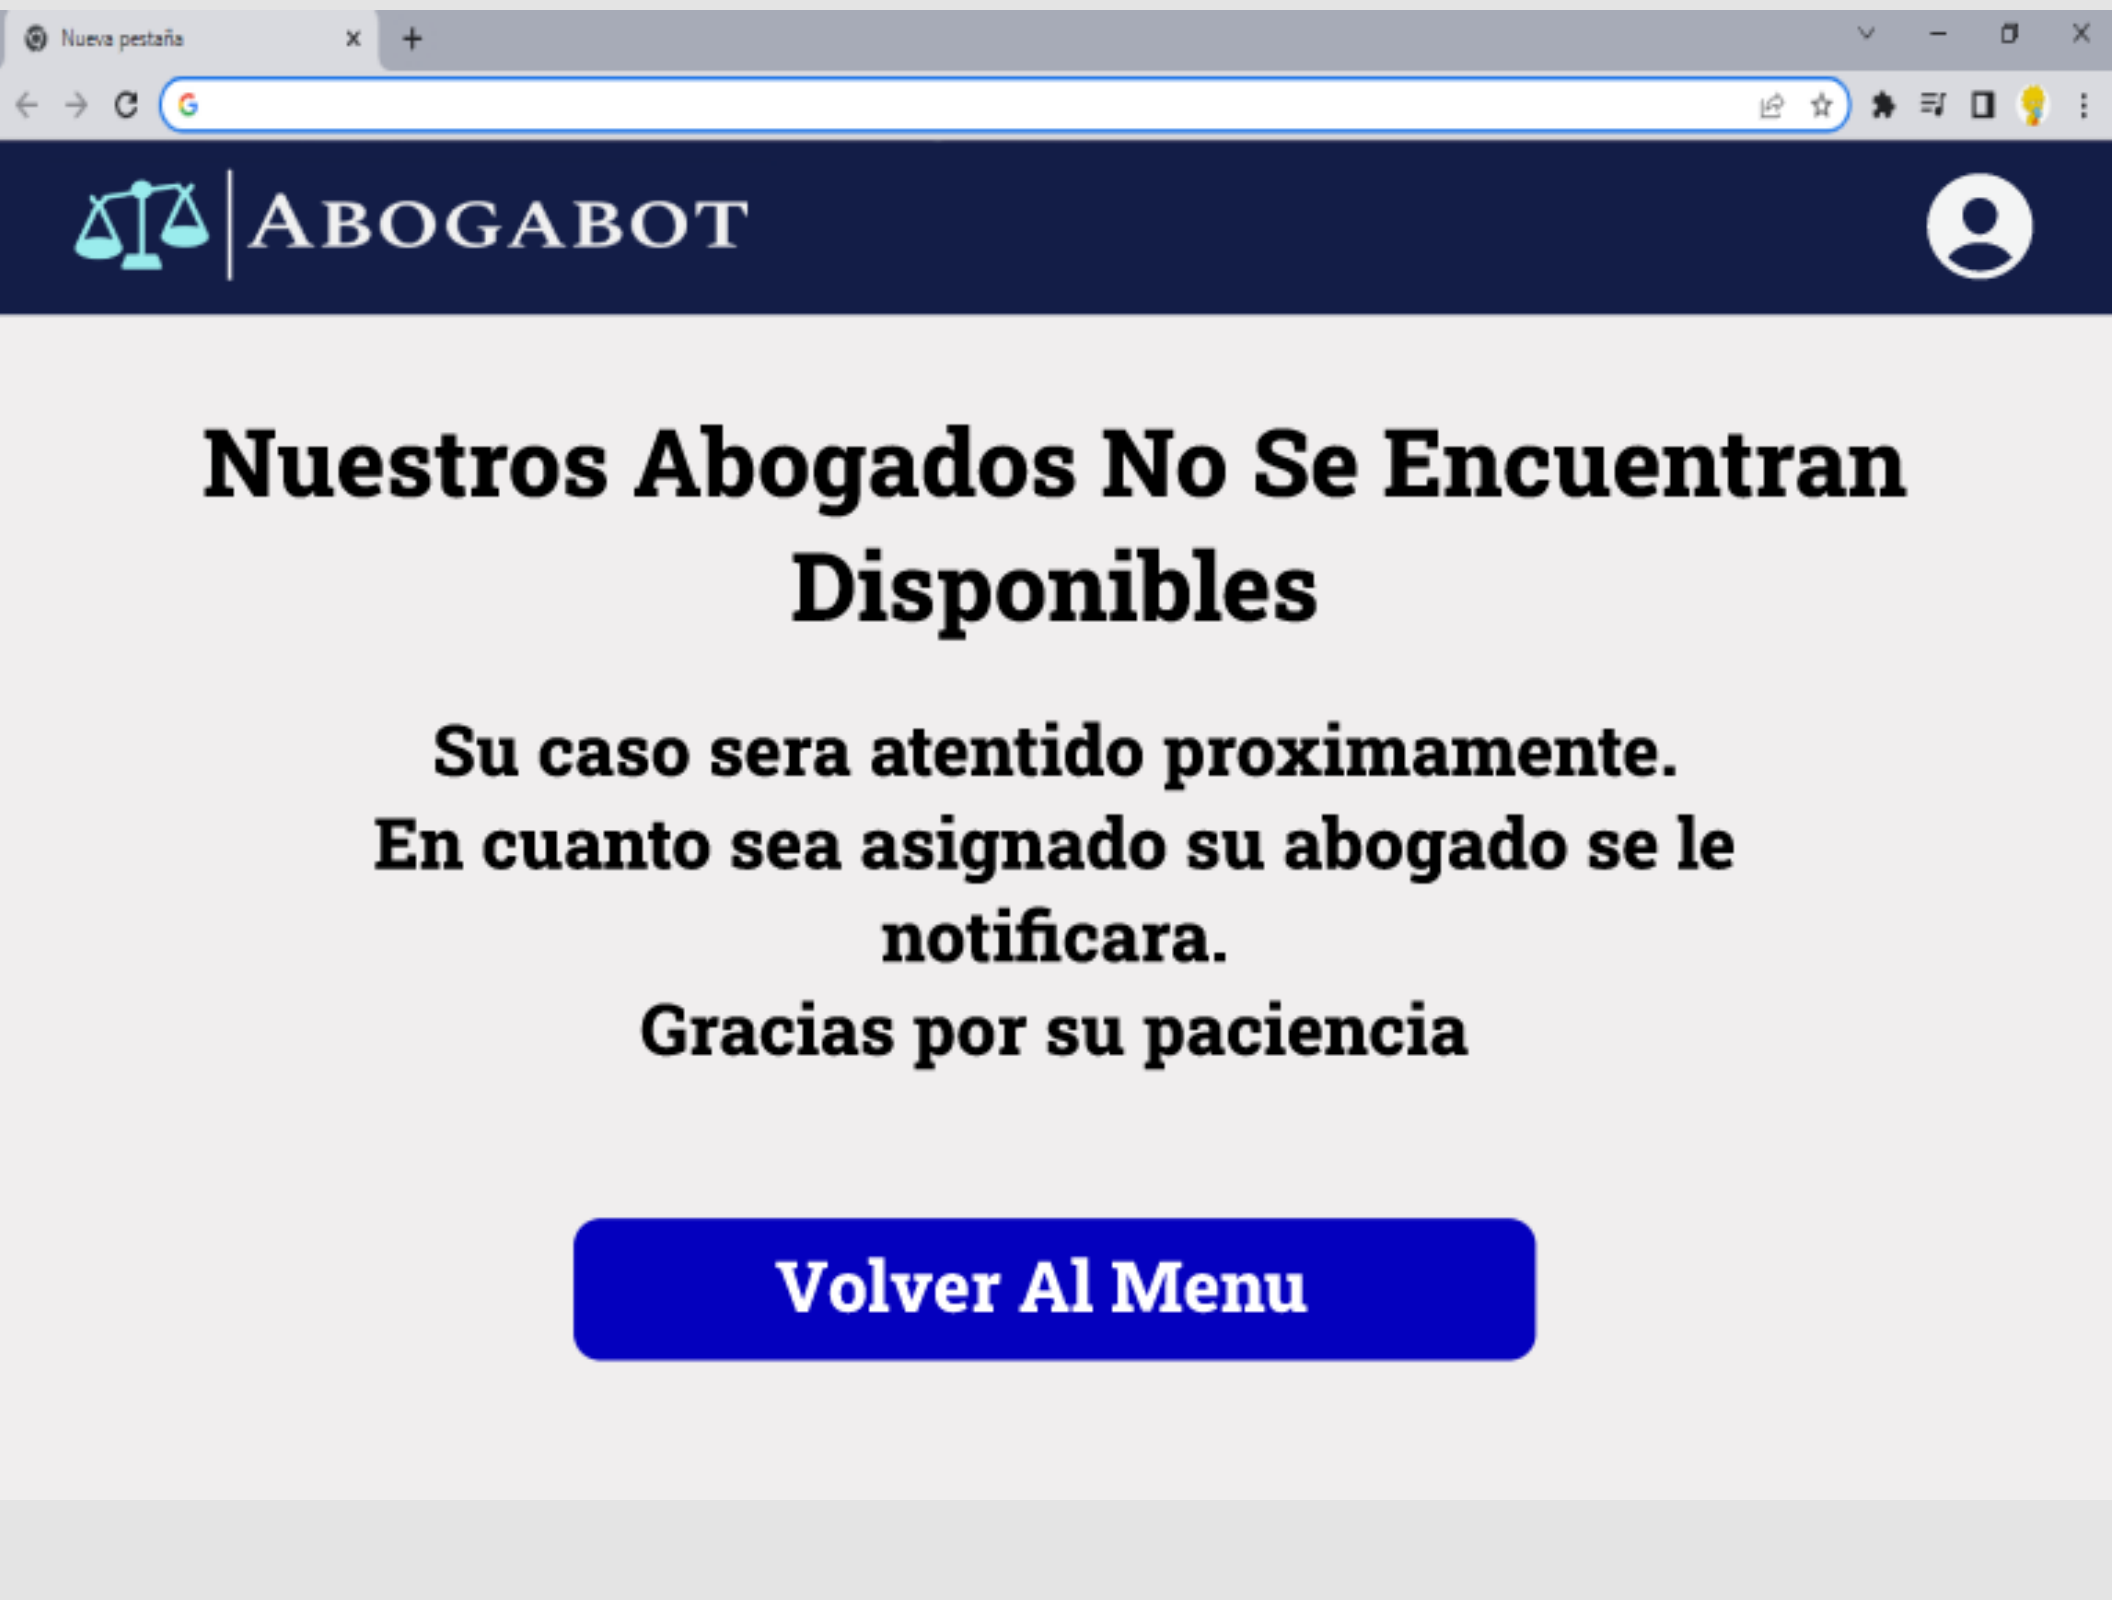 Nueva pestaña
ABOGABOT
Nuestros Abogados No Se Encuentran
Disponibles
Su caso sera atentido proximamente.
En cuanto sea asignado su abogado se le
notificara.
Gracias por su paciencia
Volver Al Menu